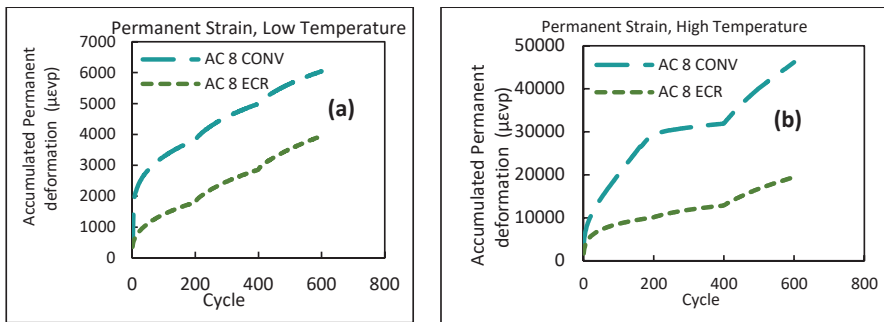 Permanent Strain, Low Temperature
7000
6000
5000
4000
3000
2000
1000
0
Accumulated Permanent
deformation (µεvp)
AC 8 CONV
AC 8 ECR
(a)
0
200
400
600
800
Cycle
Permanent Strain, High Temperature
50000
40000
30000
20000
10000
0
Accumulated Permanent
deformation (µεvp)
AC 8 CONV
AC 8 ECR
(b)
0
200
400
600
800
Cycle